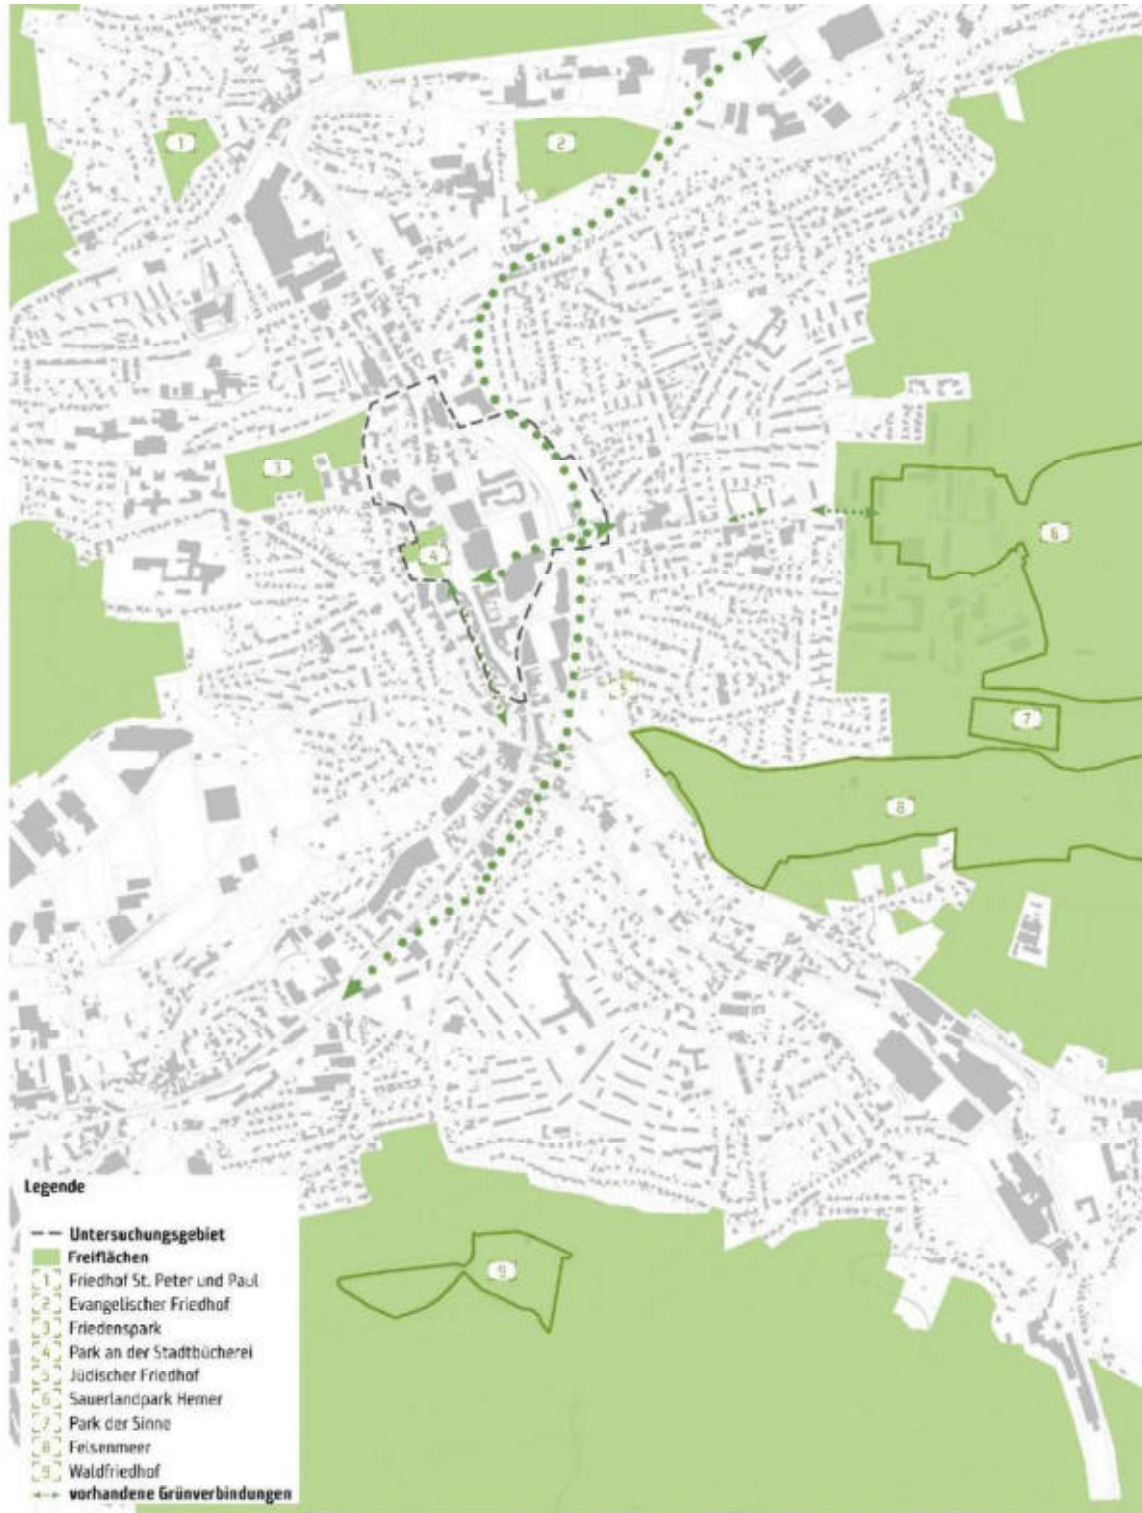 1
2
3
4
6
5
7
8
9
Legende
Untersuchungsgebiet
Freiflächen
1 Friedhof St. Peter und Paul
2 Evangelischer Friedhof
3 Friedenspark
4 Park an der Stadtbücherei
5 Jüdischer Friedhof
6 Sauerlandpark Hemer
7 Park der Sinne
8 Felsenmeer
9 Waldfriedhof
vorhandene Grünverbindungen